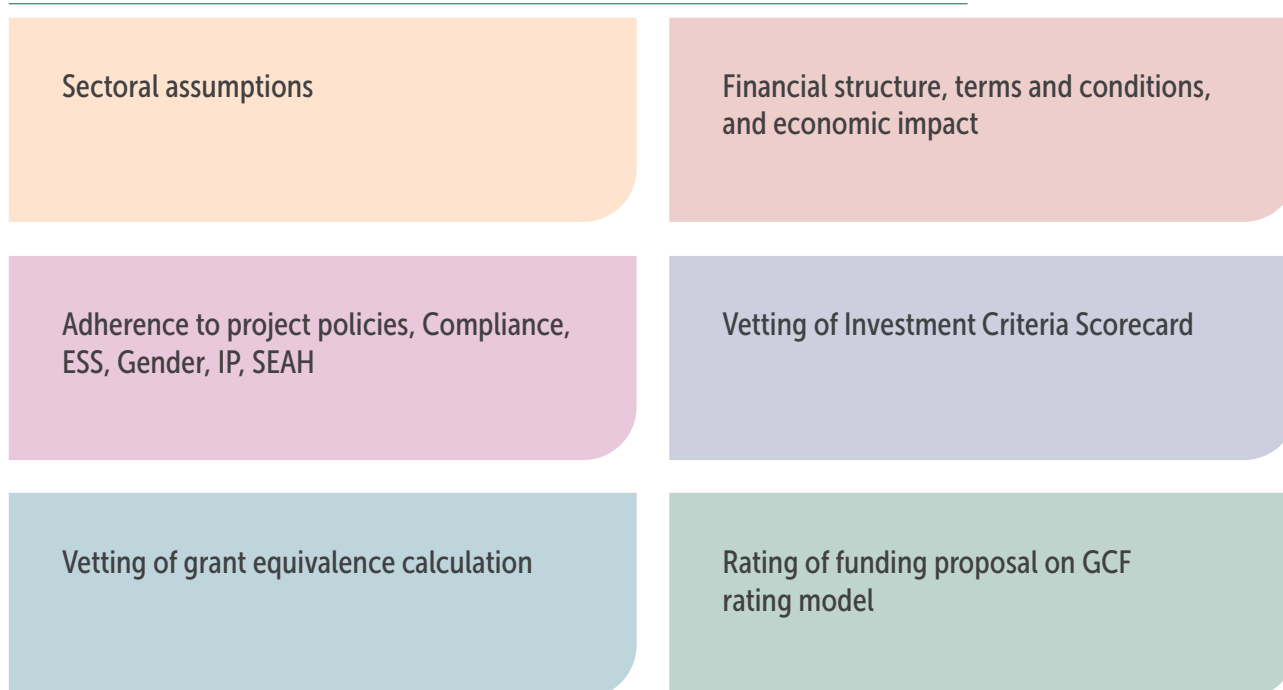 Sectoral assumptions
Financial structure, terms and conditions,
and economic impact
Adherence to project policies, Compliance,
ESS, Gender, IP, SEAH
Vetting of Investment Criteria Scorecard
Vetting of grant equivalence calculation
Rating of funding proposal on GCF
rating model